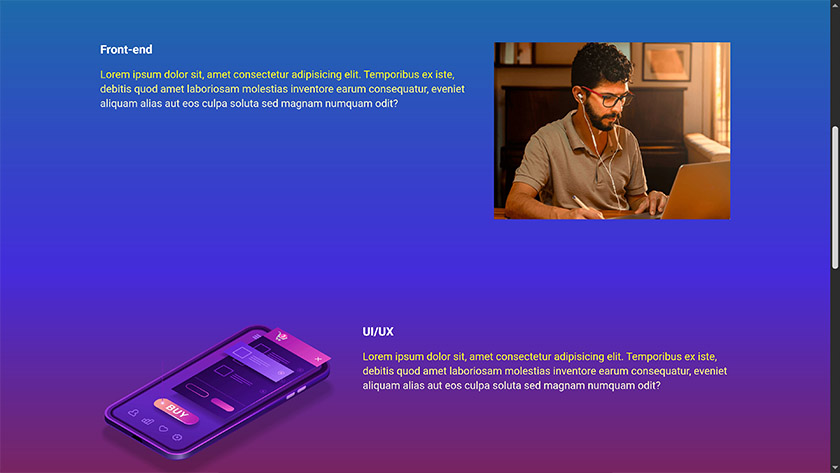 Front-end
Lorem ipsum dolor sit, amet consectetur adipisicing elit. Temporibus ex iste,
debitis quod amet laboriosam molestias inventore earum consequatur, eveniet
aliquam alias aut eos culpa soluta sed magnam numquam odit?
UI/UX
Lorem ipsum dolor sit, amet consectetur adipisicing elit. Temporibus ex iste,
debitis quod amet laboriosam molestias inventore earum consequatur, eveniet
aliquam alias aut eos culpa soluta sed magnam numquam odit?
BUY